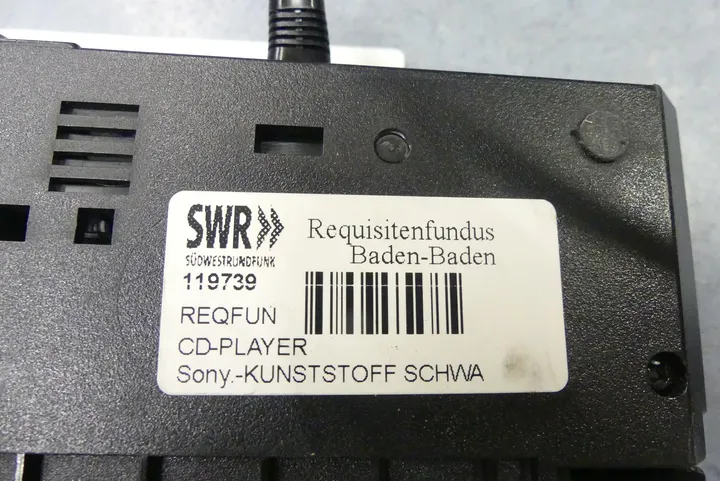 SWR»
SÜDWESTRUNDFUNK
Requisitenfundus
Baden-Baden
119739
REQFUN
CD-PLAYER
Sony.-KUNSTSTOFF SCHWA